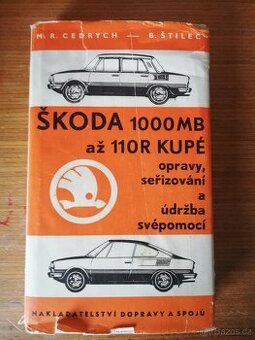 M. R. CEDRYCH — B. ŠTILEC
ŠKODA 1000MB
až 110R KUPÉ
opravy,
seřizování
a
údržba
svépomocí
NAKLADATELSTVÍ DOPRAVY A SPOJŮ